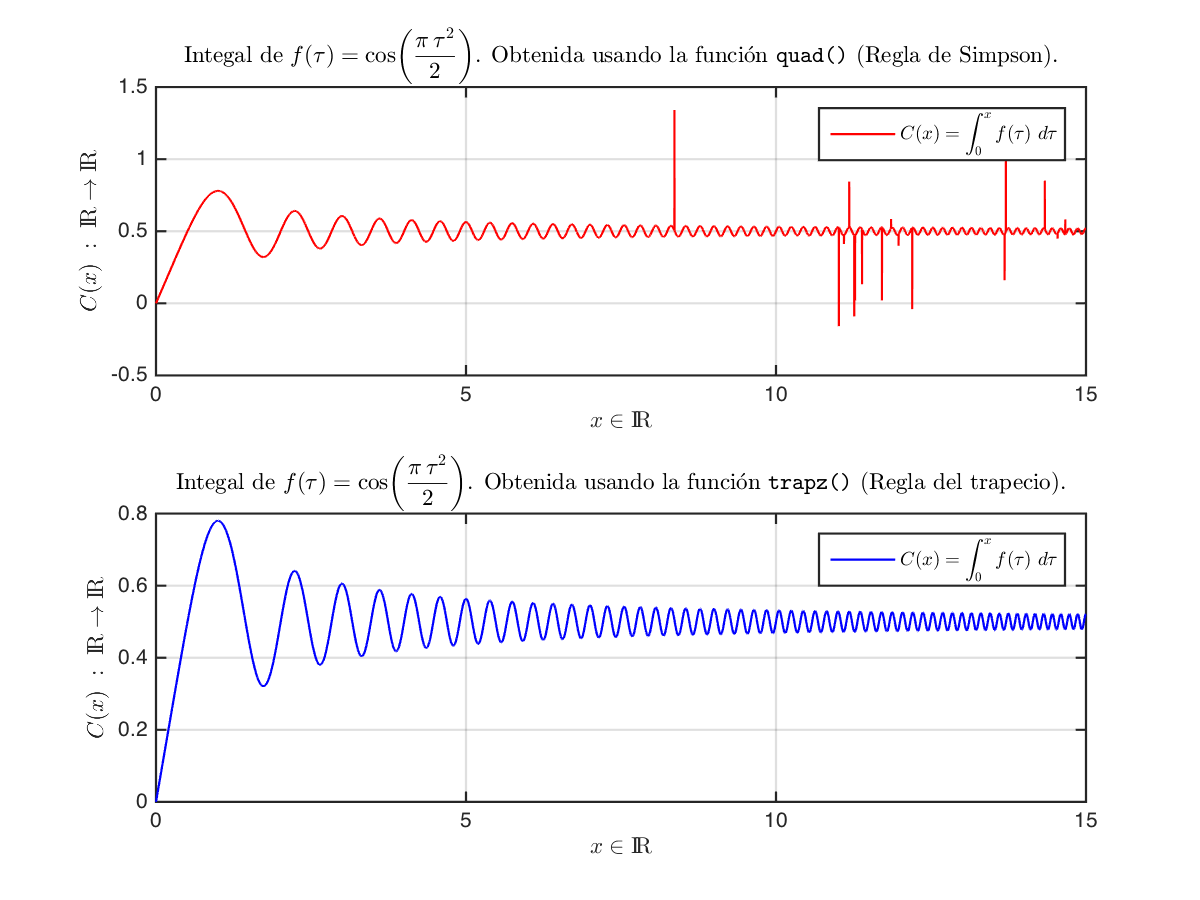 Integal de f(τ) = cos(π τ²/2). Obtenida usando la función quad() (Regla de Simpson).
1.5
1
0.5
0
-0.5
C(x) : ℝ → ℝ
C(x) = ∫₀ˣ f(τ) dτ
0 5 10 15
x ∈ ℝ
Integal de f(τ) = cos(π τ²/2). Obtenida usando la función trapz() (Regla del trapecio).
0.8
0.6
0.4
0.2
0
C(x) : ℝ → ℝ
C(x) = ∫₀ˣ f(τ) dτ
0 5 10 15
x ∈ ℝ